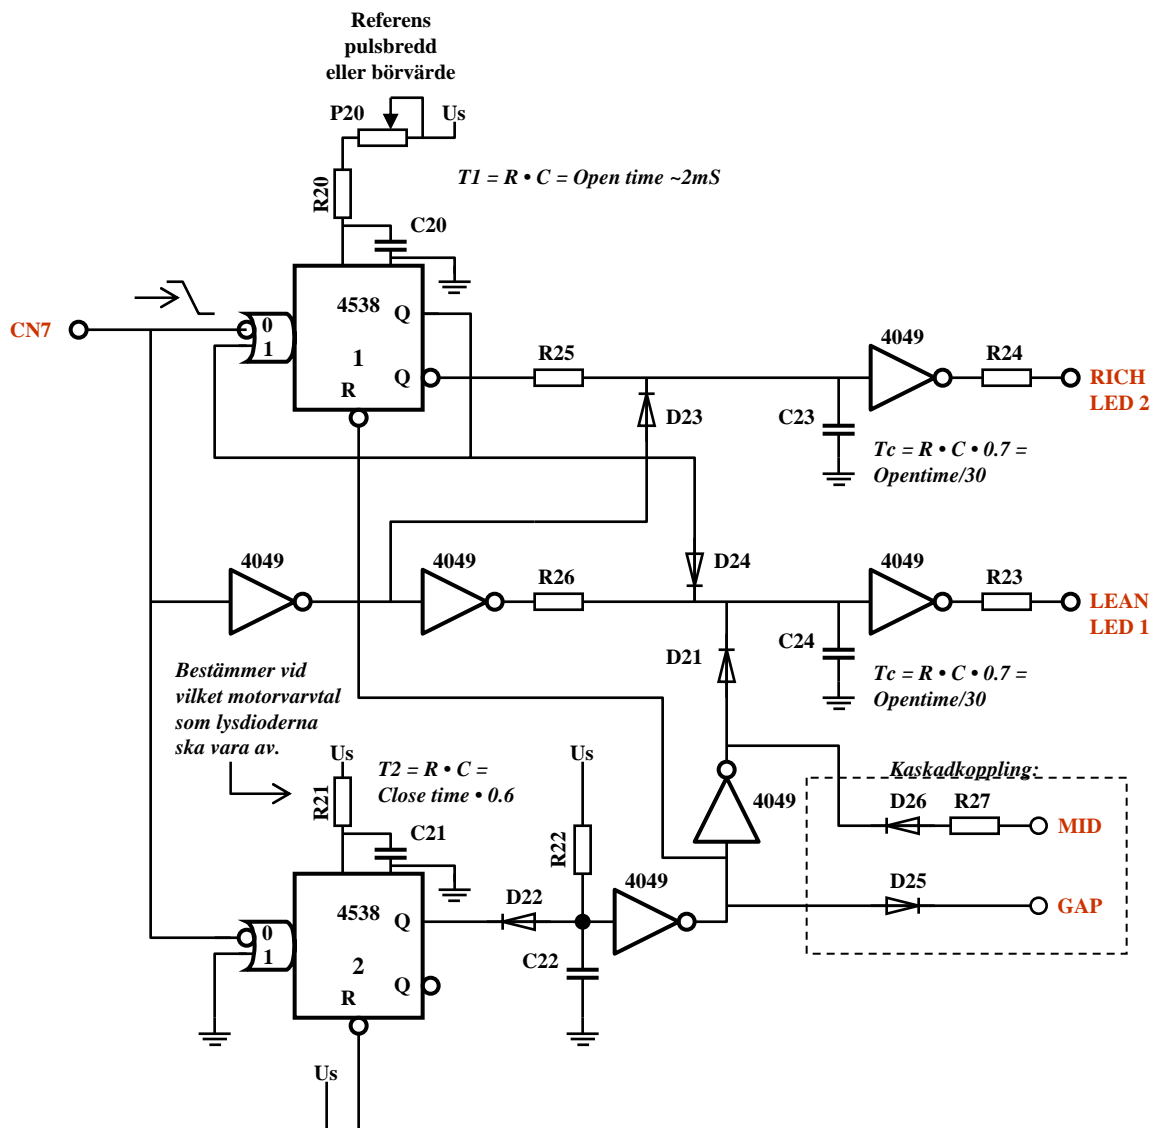 Referens
pulsbredd
eller börvärde
P20
Us
R20
T1 = R • C = Open time ~2mS
C20
4538
Q
CN7
0
1
1
R
Q
R25
4049
R24
RICH
LED 2
D23
C23
Tc = R • C • 0.7 =
Opentime/30
4049
4049
R26
D24
4049
R23
LEAN
LED 1
D21
C24
Tc = R • C • 0.7 =
Opentime/30
Bestämmer vid
vilket motorvarvtal
som lysdioderna
ska vara av.
Us
R21
T2 = R • C =
Close time • 0.6
C21
Us
R22
4049
Kaskadkoppling:
D26
R27
MID
D25
GAP
4538
Q
D22
4049
0
1
2
R
Q
C22
Us